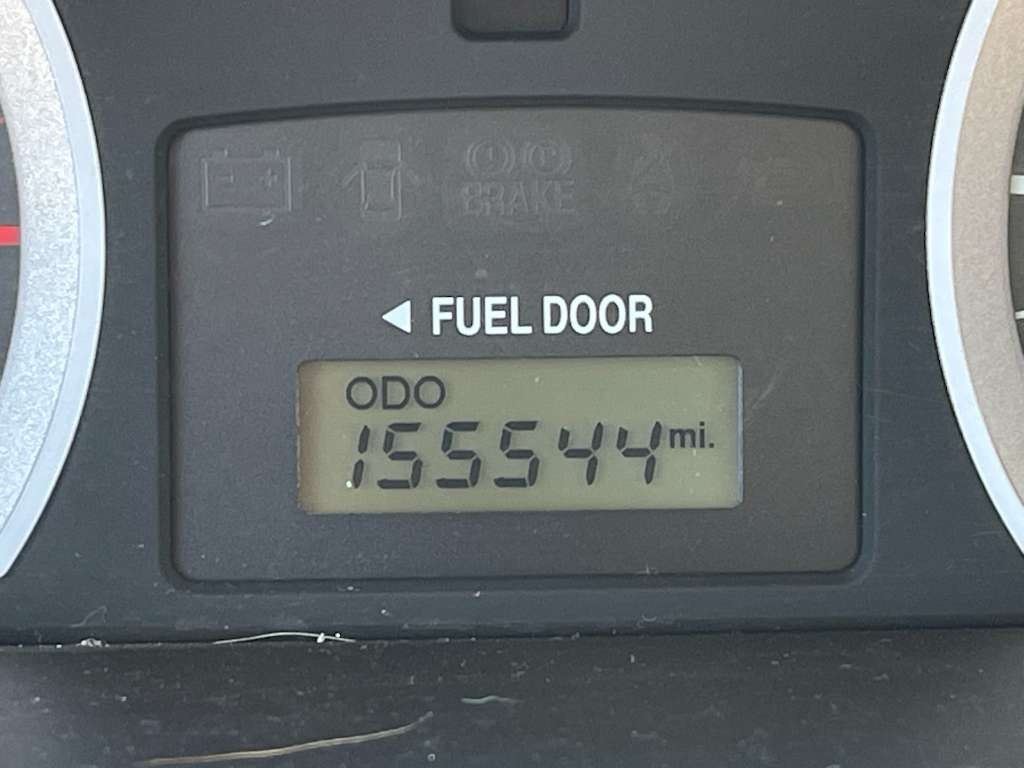 BRAKE
◀ FUEL DOOR
ODO
155544 mi.